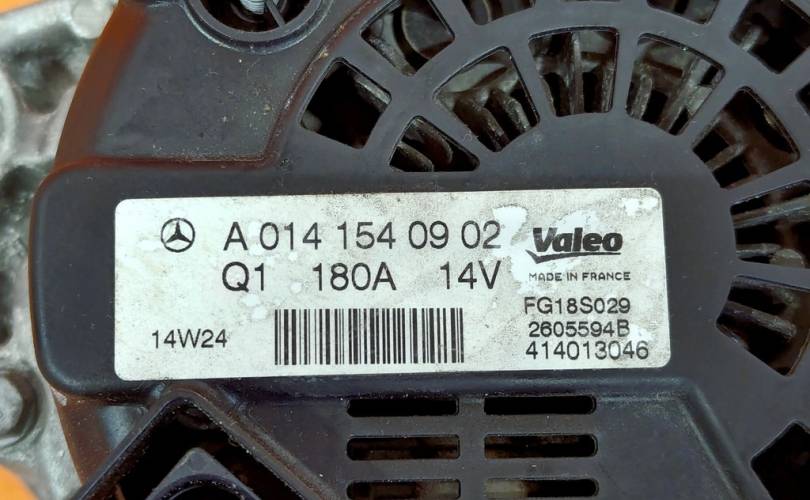 A 014 154 09 02
Q1 180A 14V
14W24
Valeo
MADE IN FRANCE
FG18S029
2605594B
414013046